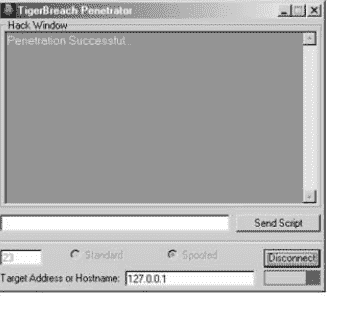 TigerBreach Penetrator
Hack Window
Penetration Successful.
Send Script
23
Standard
Spoofed
Disconnect
Target Address or Hostname:
127.0.0.1